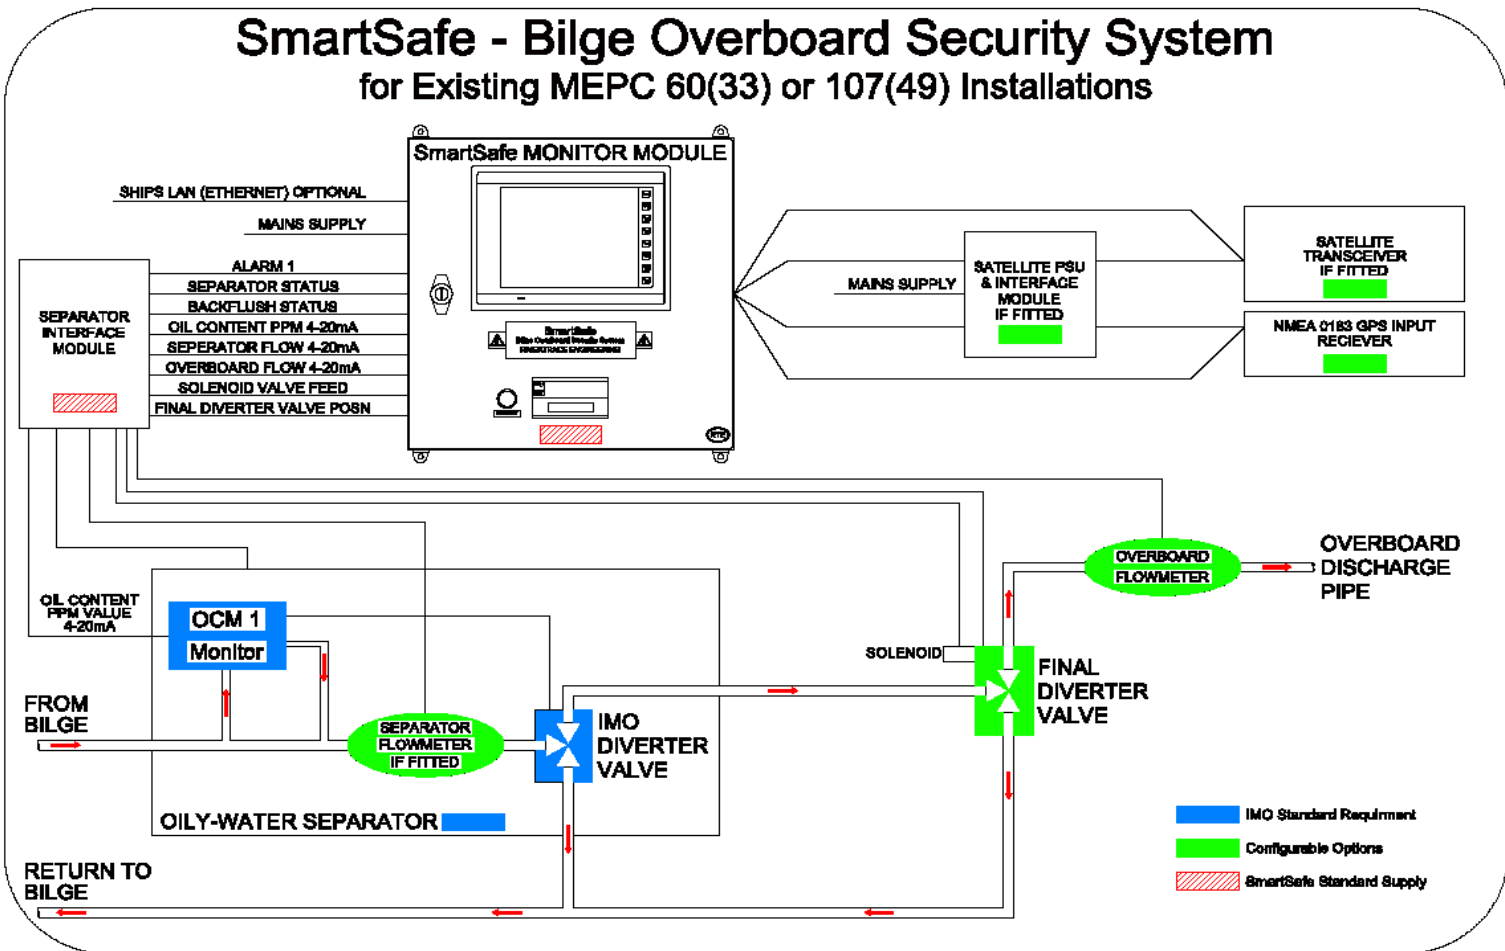 SmartSafe - Bilge Overboard Security System
for Existing MEPC 60(33) or 107(49) Installations
SmartSafe MONITOR MODULE
SHIPS LAN (ETHERNET) OPTIONAL
MAINS SUPPLY
ALARM 1
SEPARATOR STATUS
BACKFLUSH STATUS
OIL CONTENT PPM 4-20mA
SEPERATOR FLOW 4-20mA
OVERBOARD FLOW 4-20mA
SOLENOID VALVE FEED
FINAL DIVERTER VALVE POSN
SEPARATOR
INTERFACE
MODULE
SmartSafe
Bilge Overboard Security System
MAINS SUPPLY
SATELLITE PSU
& INTERFACE
MODULE
IF FITTED
SATELLITE
TRANSCEIVER
IF FITTED
NMEA 0183 GPS INPUT
RECIEVER
OIL CONTENT
PPM VALUE
4-20mA
OCM 1
Monitor
FROM
BILGE
SEPARATOR
FLOWMETER
IF FITTED
IMO
DIVERTER
VALVE
OILY-WATER SEPARATOR
RETURN TO
BILGE
SOLENOID
FINAL
DIVERTER
VALVE
OVERBOARD
FLOWMETER
OVERBOARD
DISCHARGE
PIPE
IMO Standard Requirment
Configurable Options
SmartSafe Standard Supply